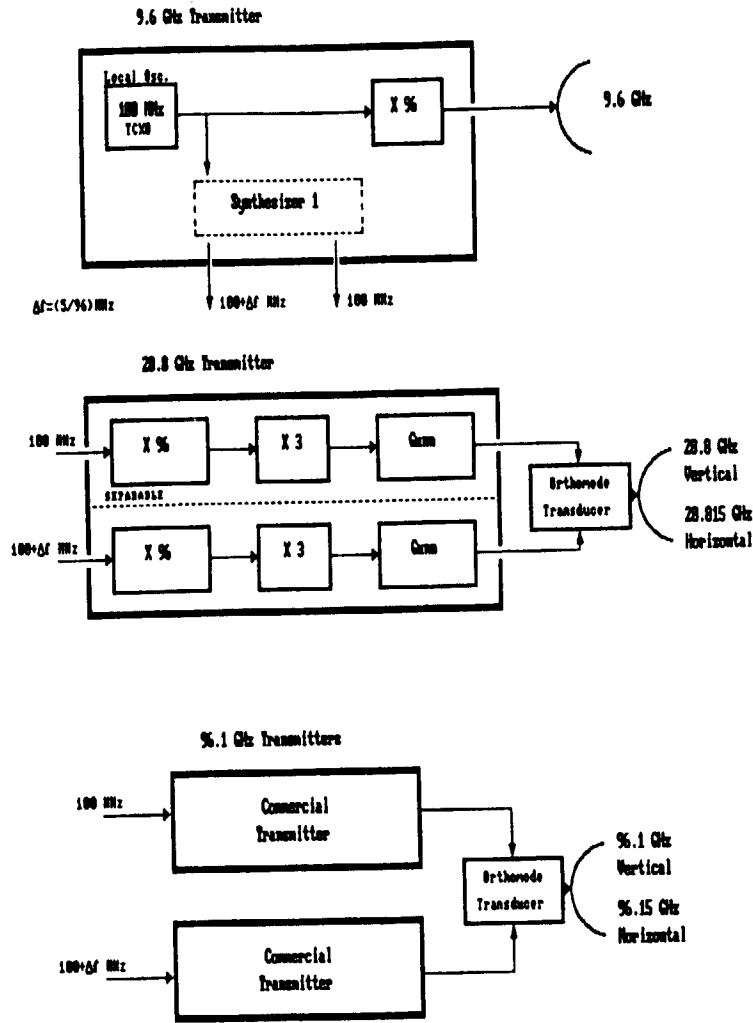 9.6 GHz Transmitter
Local Osc.
100 MHz
TCXO
X 96
9.6 GHz
Synthesizer 1
Δf=(5/96)MHz
100+Δf MHz
100 MHz
28.8 GHz Transmitter
100 MHz
X 96
X 3
Gunn
SEPARABLE
Orthomode
Transducer
28.8 GHz
Vertical
28.815 GHz
Horizontal
100+Δf MHz
X 96
X 3
Gunn
96.1 GHz Transmitters
100 MHz
Commercial
Transmitter
Orthomode
Transducer
96.1 GHz
Vertical
96.15 GHz
Horizontal
100+Δf MHz
Commercial
Transmitter